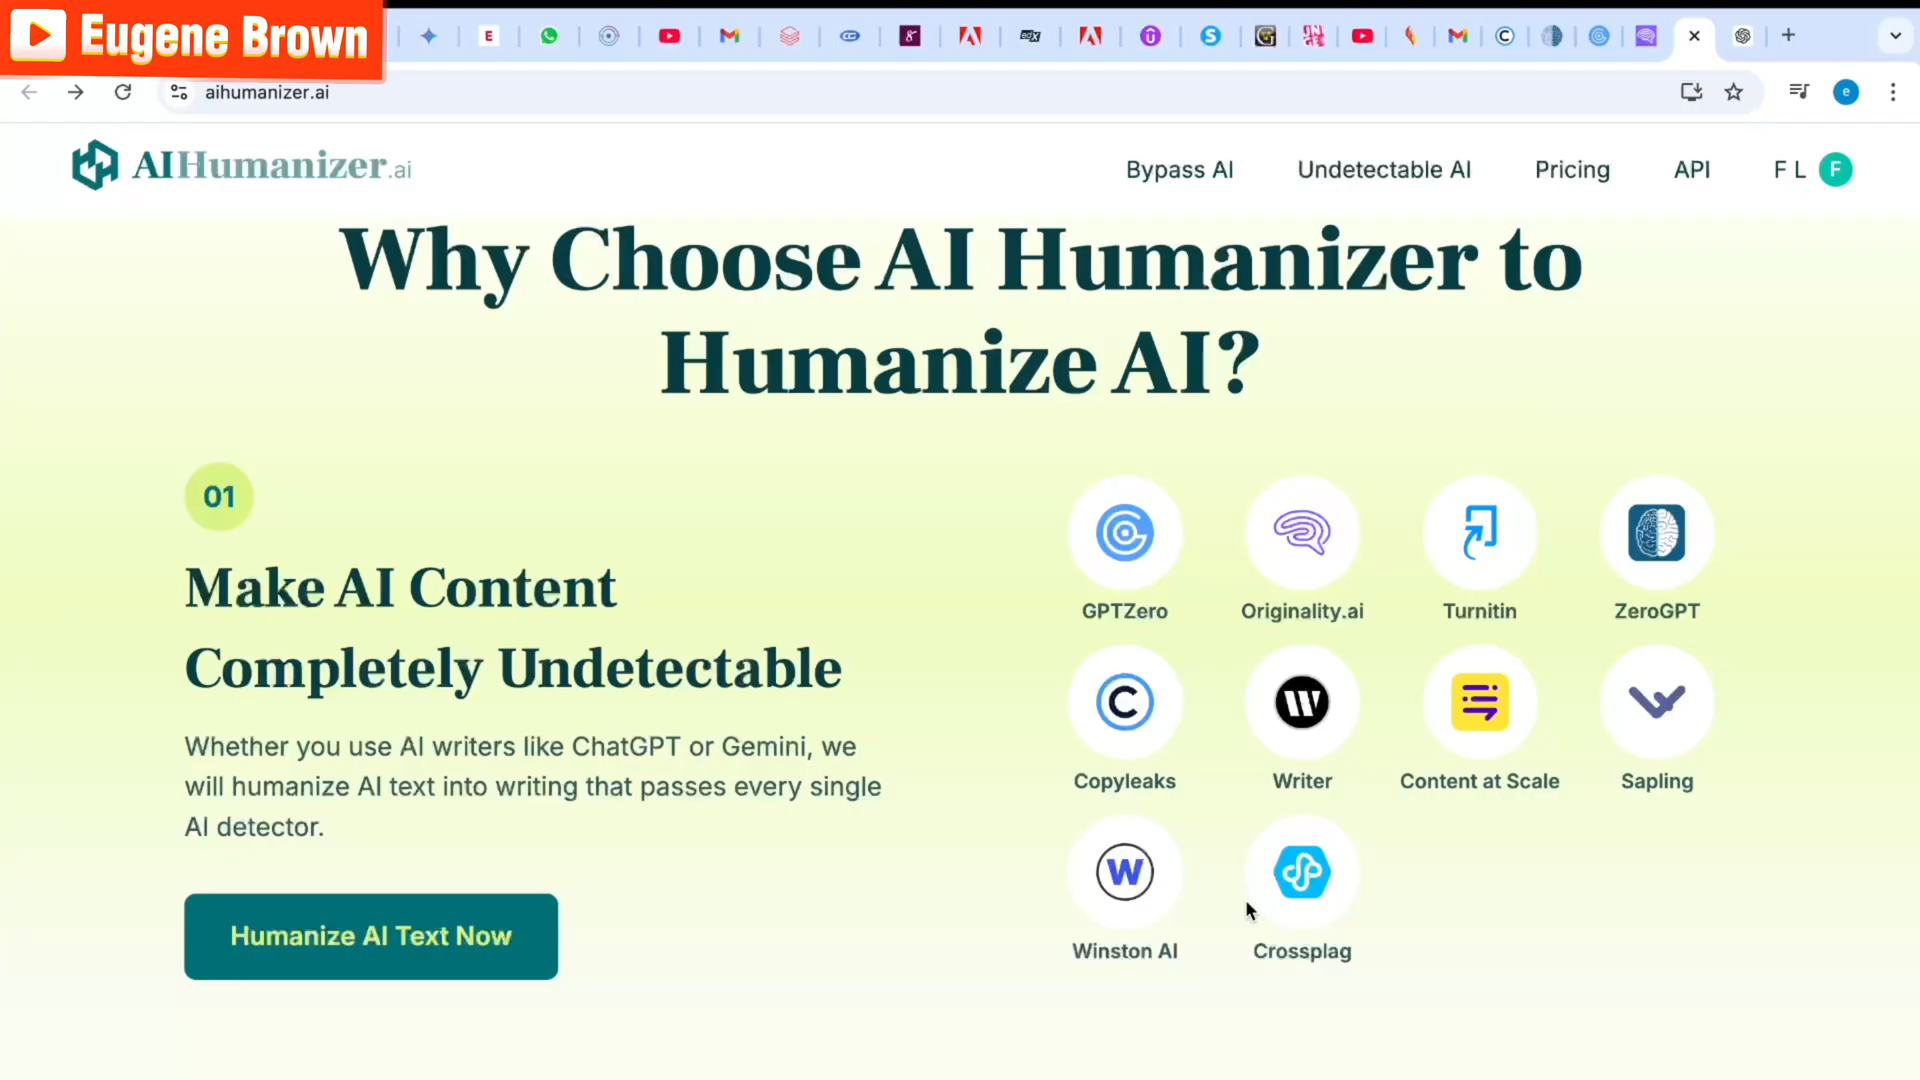 Eugene Brown
aihumanizer.ai
AIHumanizer.ai
Bypass AI
Undetectable AI
Pricing
API
F L
F
Why Choose AI Humanizer to
Humanize AI?
01
Make AI Content
Completely Undetectable
Whether you use AI writers like ChatGPT or Gemini, we
will humanize AI text into writing that passes every single
AI detector.
Humanize AI Text Now
GPTZero
Originality.ai
Turnitin
ZeroGPT
Copyleaks
Writer
Content at Scale
Sapling
Winston AI
Crossplag